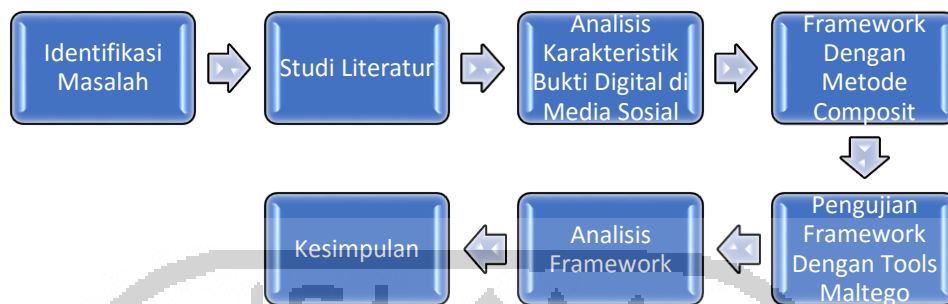 Identifikasi
Masalah
Studi Literatur
Analisis
Karakteristik
Bukti Digital di
Media Sosial
Framework
Dengan
Metode
Composit
Pengujian
Framework
Dengan Tools
Maltego
Analisis
Framework
Kesimpulan